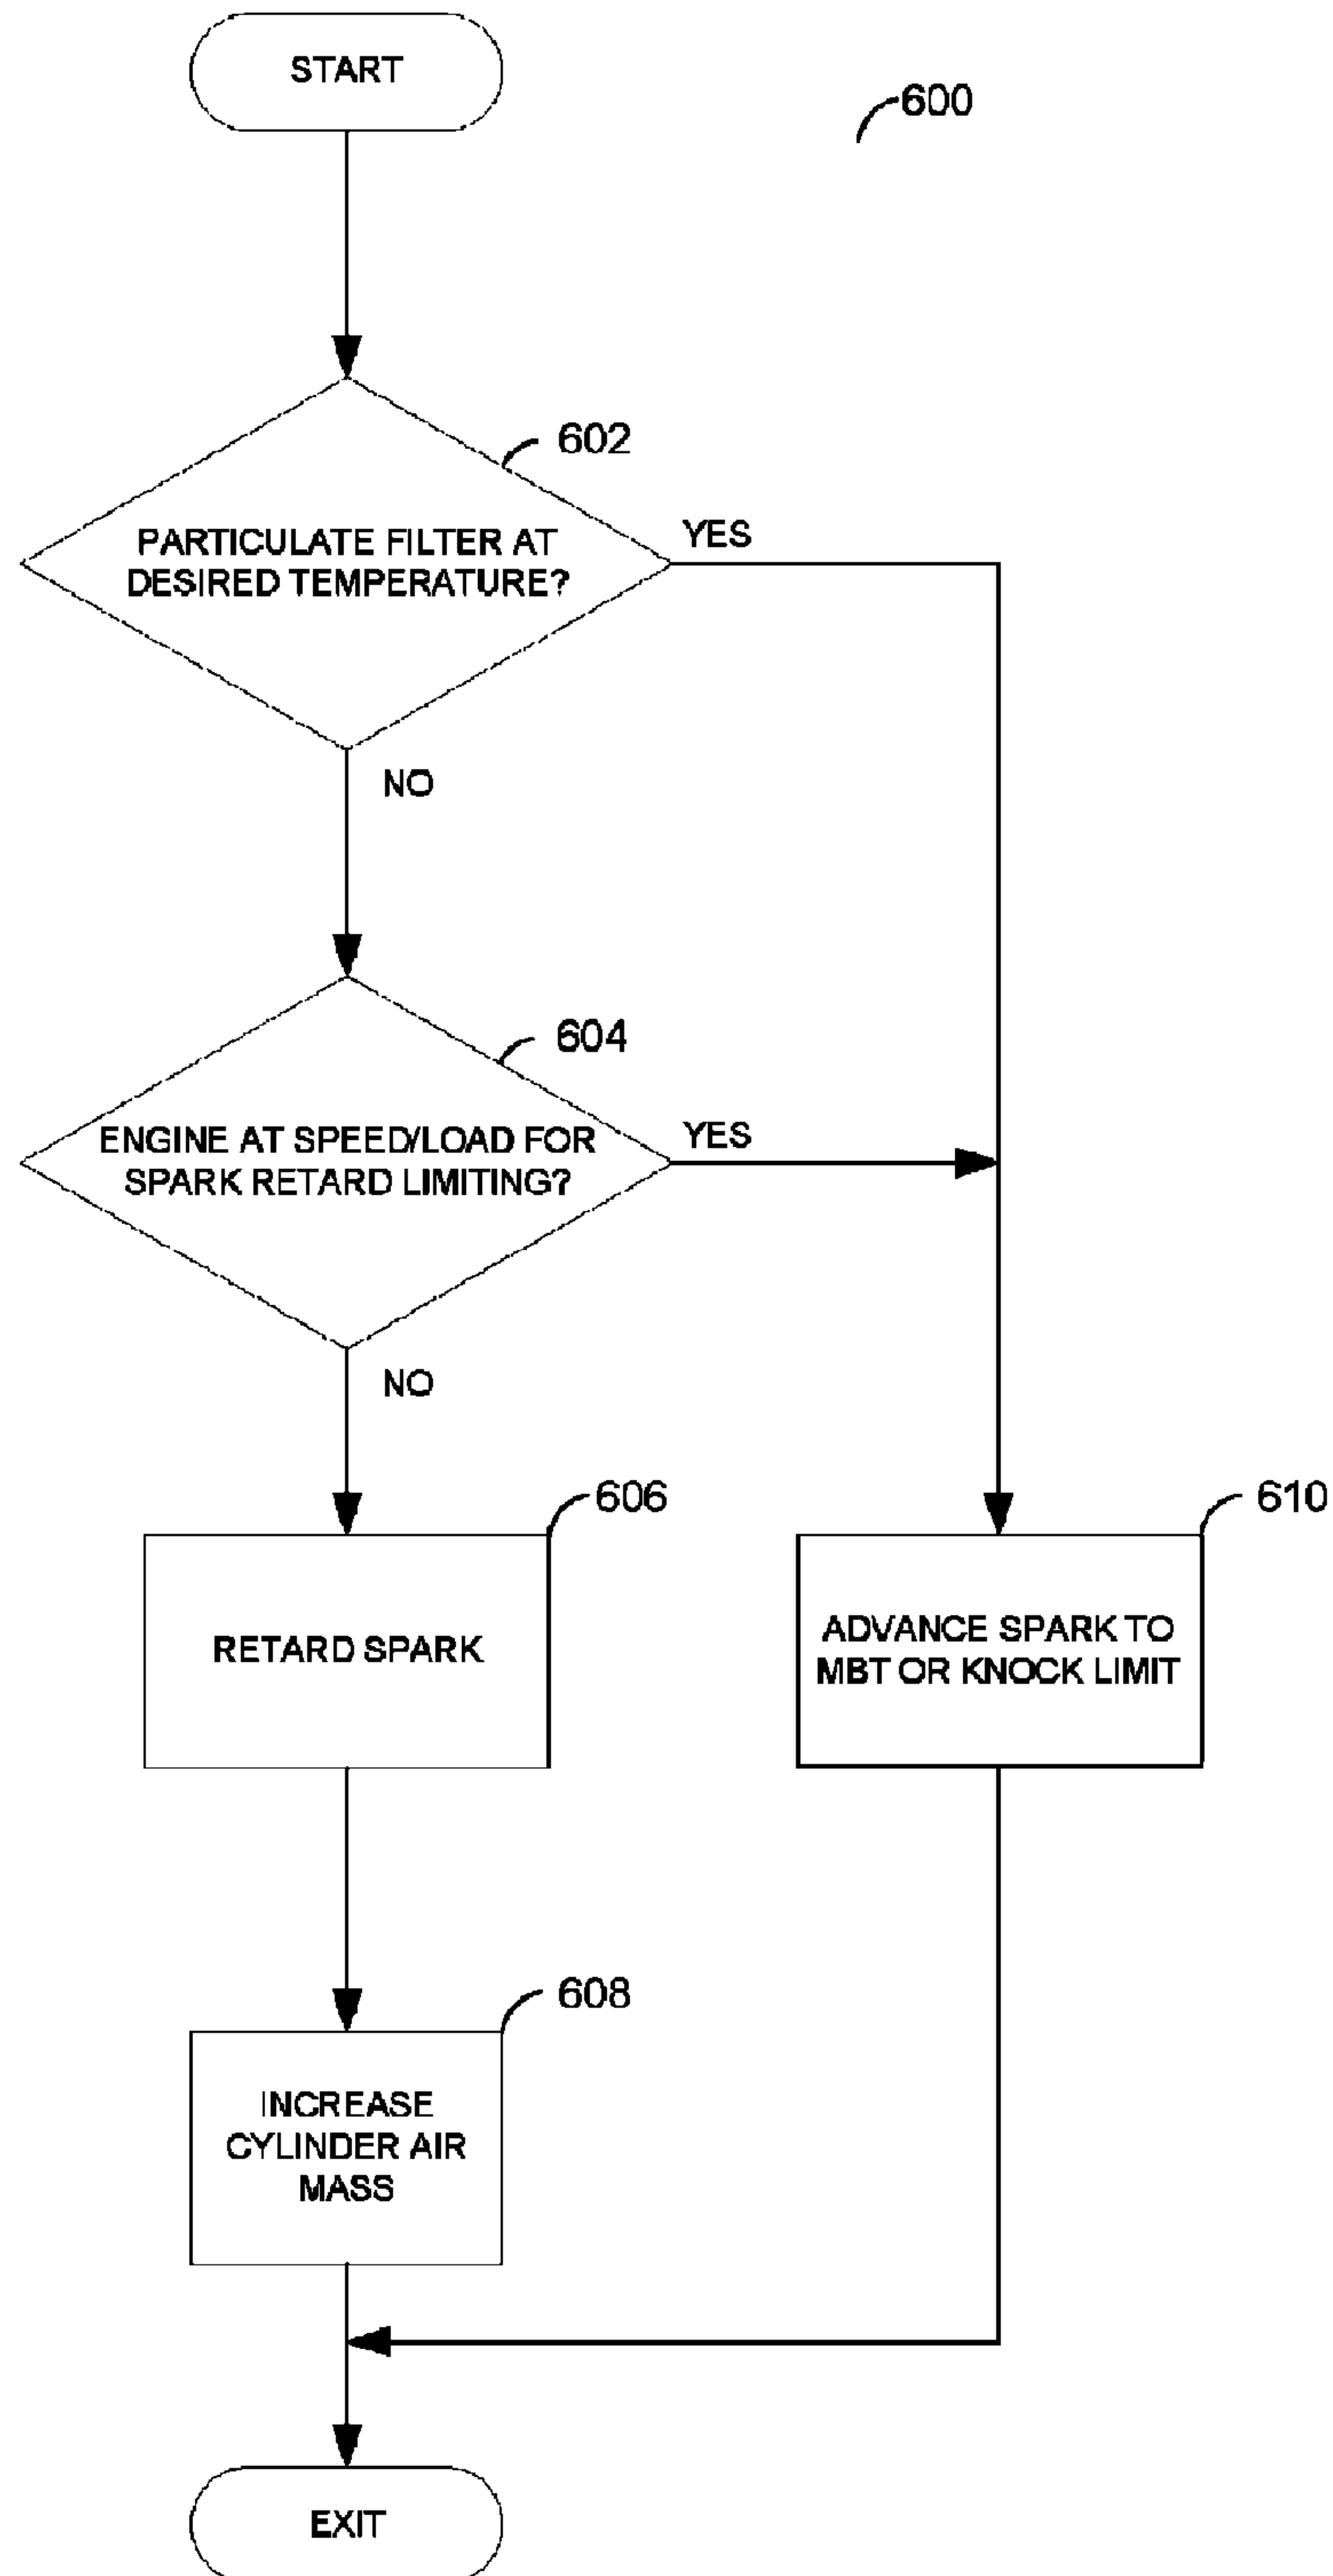 START
600
602
PARTICULATE FILTER AT
DESIRED TEMPERATURE?
YES
NO
604
ENGINE AT SPEED/LOAD FOR
SPARK RETARD LIMITING?
YES
NO
606
RETARD SPARK
610
ADVANCE SPARK TO
MBT OR KNOCK LIMIT
608
INCREASE
CYLINDER AIR
MASS
EXIT